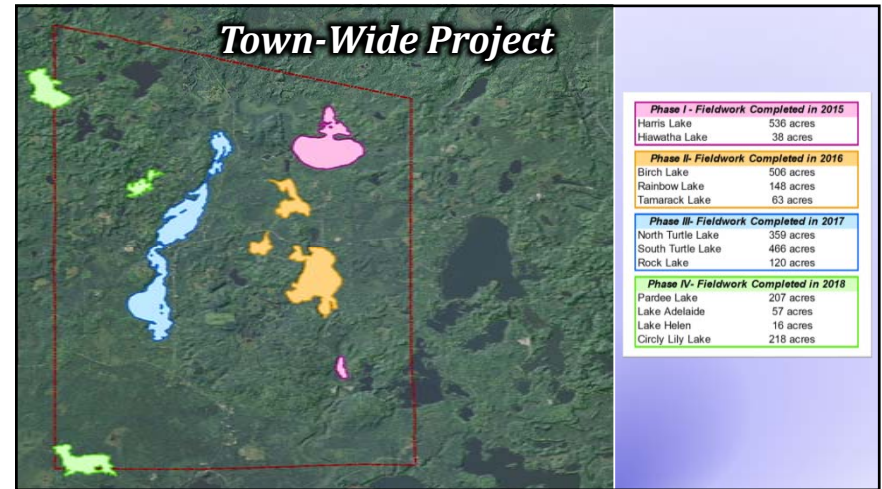 Town-Wide Project
Phase I - Fieldwork Completed in 2015
Harris Lake 536 acres
Hiawatha Lake 38 acres
Phase II- Fieldwork Completed in 2016
Birch Lake 506 acres
Rainbow Lake 148 acres
Tamarack Lake 63 acres
Phase III- Fieldwork Completed in 2017
North Turtle Lake 359 acres
South Turtle Lake 466 acres
Rock Lake 120 acres
Phase IV- Fieldwork Completed in 2018
Pardee Lake 207 acres
Lake Adelaide 57 acres
Lake Helen 16 acres
Circly Lily Lake 218 acres